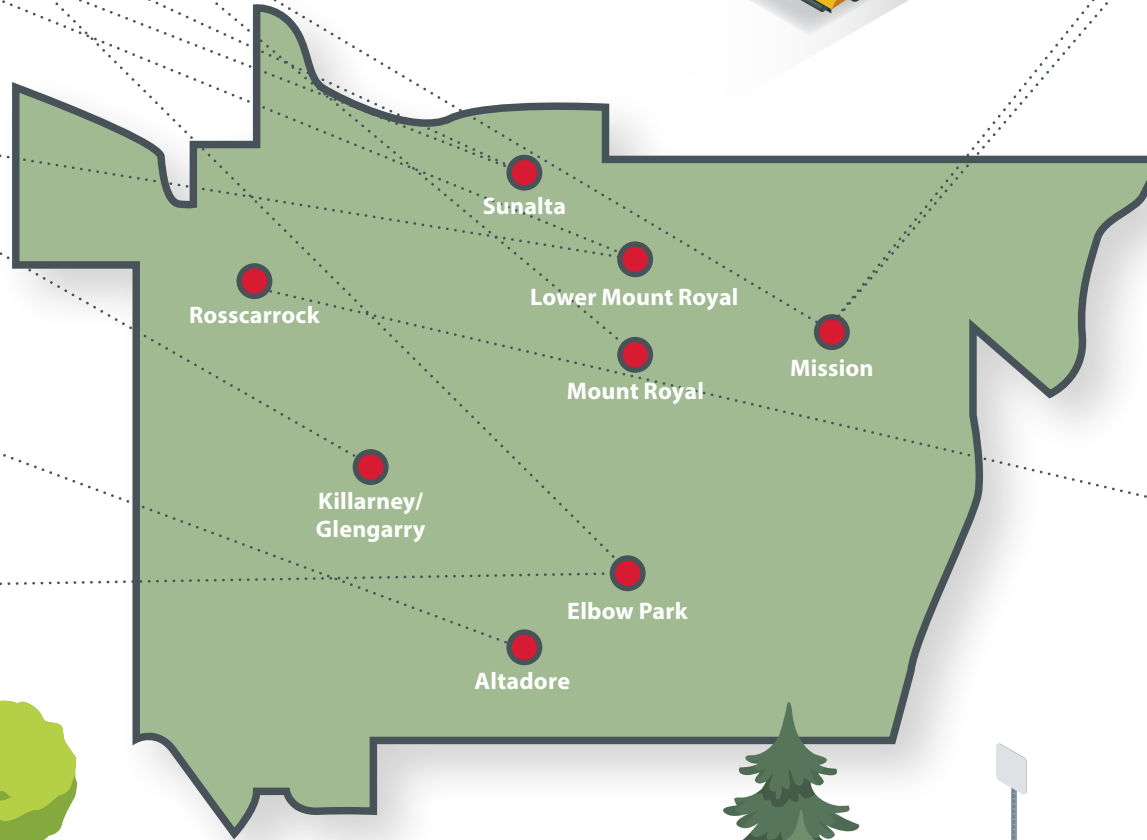 Sunalta
Lower Mount Royal
Rosscarrock
Mission
Mount Royal
Killarney/
Glengarry
Elbow Park
Altadore